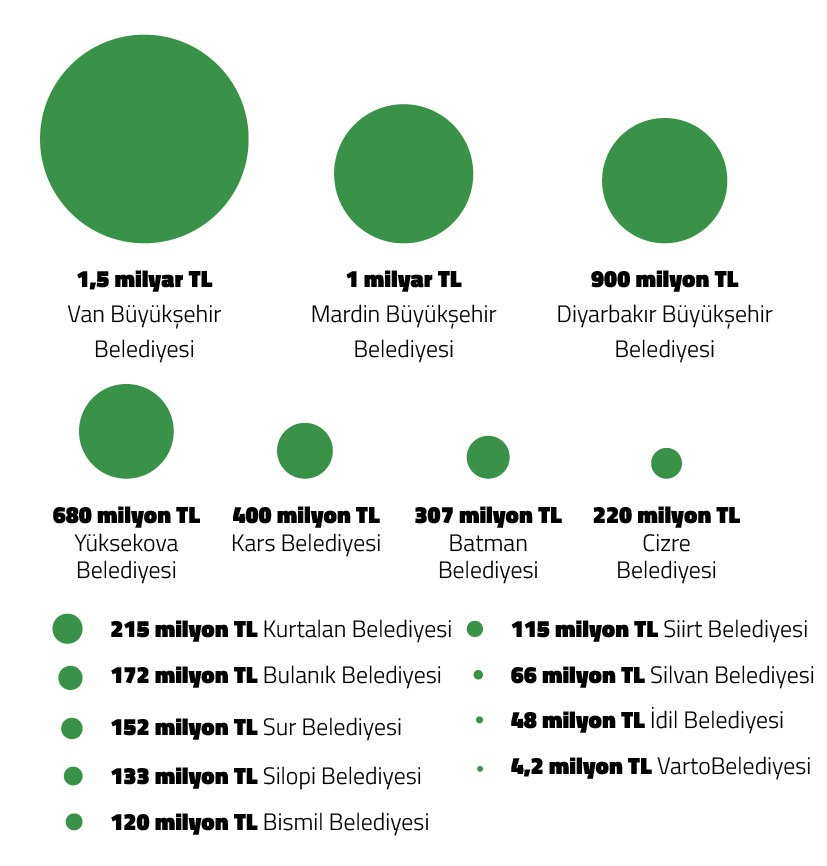 1,5 milyar TL
Van Büyükşehir
Belediyesi
1 milyar TL
Mardin Büyükşehir
Belediyesi
900 milyon TL
Diyarbakır Büyükşehir
Belediyesi
680 milyon TL
Yüksekova
Belediyesi
400 milyon TL
Kars Belediyesi
307 milyon TL
Batman
Belediyesi
220 milyon TL
Cizre
Belediyesi
215 milyon TL Kurtalan Belediyesi
172 milyon TL Bulanık Belediyesi
152 milyon TL Sur Belediyesi
133 milyon TL Silopi Belediyesi
120 milyon TL Bismil Belediyesi
115 milyon TL Siirt Belediyesi
66 milyon TL Silvan Belediyesi
48 milyon TL İdil Belediyesi
4,2 milyon TL VartoBelediyesi